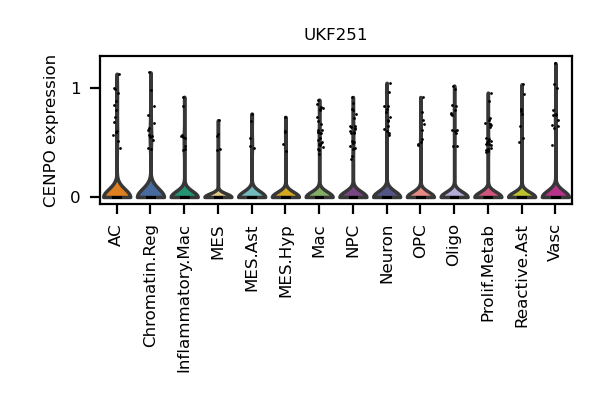 UKF251
CENPO expression
1
0
AC
Chromatin.Reg
Inflammatory.Mac
MES
MES.Ast
MES.Hyp
Mac
NPC
Neuron
OPC
Oligo
Prolif.Metab
Reactive.Ast
Vasc